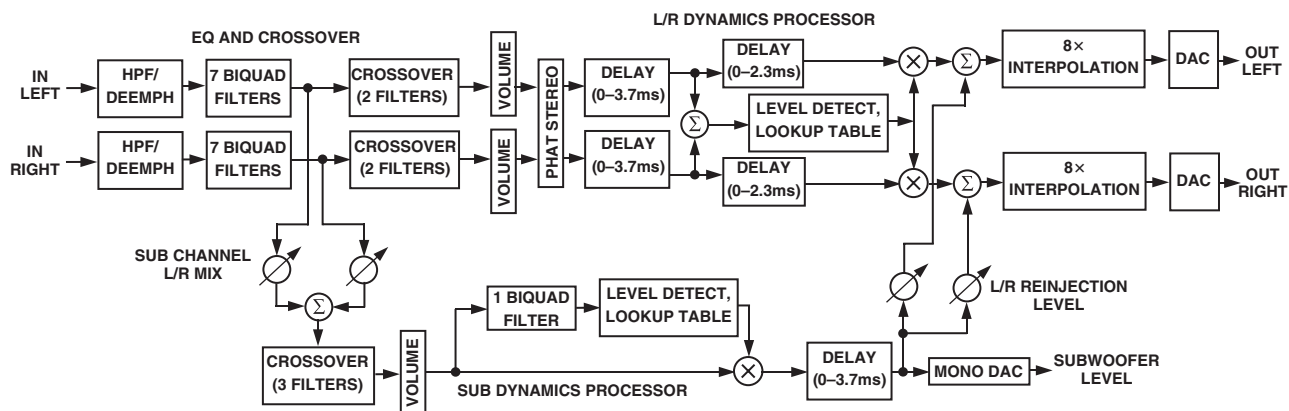 L/R DYNAMICS PROCESSOR
EQ AND CROSSOVER
IN
LEFT
HPF/
DEEMPH
7 BIQUAD
FILTERS
CROSSOVER
(2 FILTERS)
VOLUME
PHAT STEREO
DELAY
(0–3.7ms)
DELAY
(0–2.3ms)
×
Σ
8×
INTERPOLATION
DAC
OUT
LEFT
Σ
LEVEL DETECT,
LOOKUP TABLE
IN
RIGHT
HPF/
DEEMPH
7 BIQUAD
FILTERS
CROSSOVER
(2 FILTERS)
VOLUME
DELAY
(0–3.7ms)
DELAY
(0–2.3ms)
×
Σ
8×
INTERPOLATION
DAC
OUT
RIGHT
SUB CHANNEL
L/R MIX
Σ
L/R REINJECTION
LEVEL
1 BIQUAD
FILTER
LEVEL DETECT,
LOOKUP TABLE
CROSSOVER
(3 FILTERS)
VOLUME
SUB DYNAMICS PROCESSOR
×
DELAY
(0–3.7ms)
MONO DAC
SUBWOOFER
LEVEL